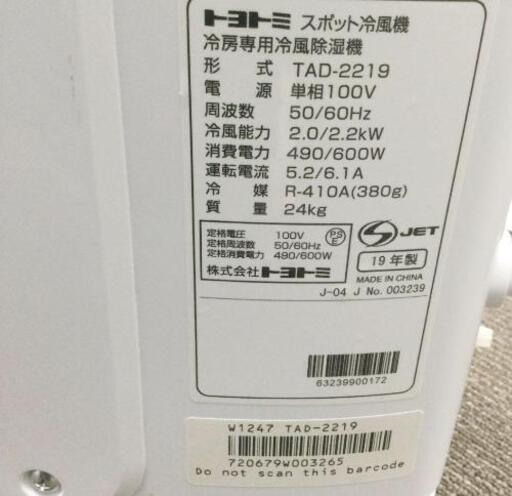 トヨトミ スポット冷風機
冷房専用冷風除湿機
形 式 TAD-2219
電 源 単相100V
周波数 50/60Hz
冷風能力 2.0/2.2kW
消費電力 490/600W
運転電流 5.2/6.1A
冷 媒 R-410A(380g)
質 量 24kg
定格電圧 100V
定格周波数 50/60Hz
定格消費電力 490/600W
PSE
株式会社トヨトミ
S JET
19年製
MADE IN CHINA
J-04 J No. 003239
63239900172
W1247 TAD-2219
720679W003265
Do not scan this barcode